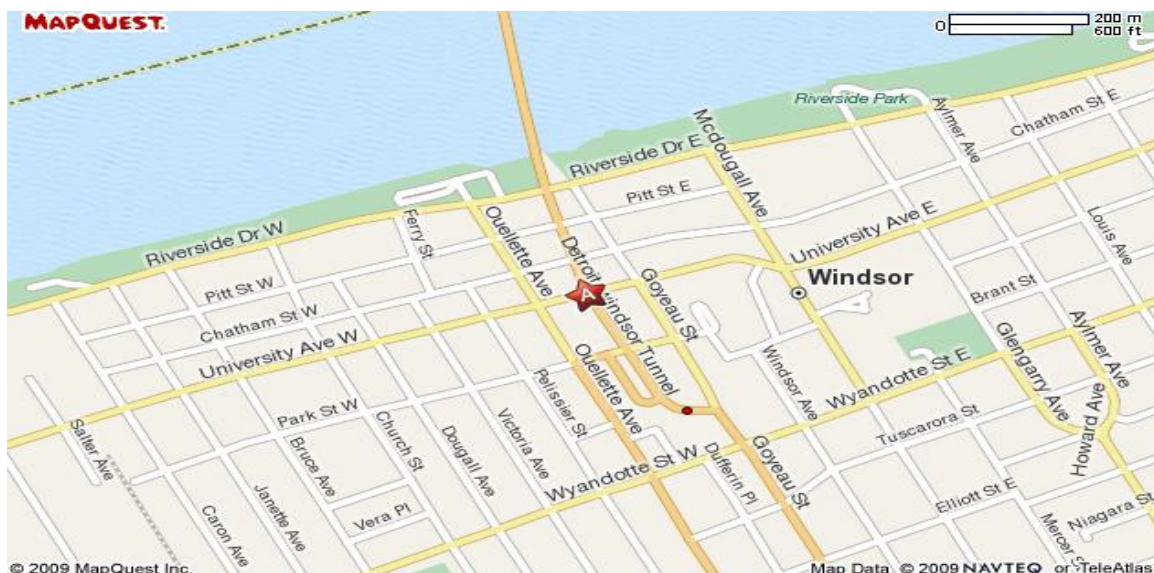 MAPQUEST.
0 200 m
600 ft
Riverside Park
Aylmer Ave
Chatham St E
Mcdougall Ave
Riverside Dr E
Pitt St E
Louis Ave
University Ave E
Ferry St
Ouellette Ave
Riverside Dr W
Detroit Windsor Tunnel
Goyeau St
Windsor
A
Pitt St W
Chatham St W
University Ave W
Brant St
Aylmer Ave
Glengarry Ave
Windsor Ave
Wyandotte St E
Ouellette Ave
Pelissier St
Park St W
Victoria Ave
Dougall Ave
Church St
Bruce Ave
Salter Ave
Tuscarora St
Howard Ave
Goyeau St
Dufferin Pl
Wyandotte St W
Elliott St E
Niagara St
Mercer St
Vera Pl
Janette Ave
Caron Ave
© 2009 MapQuest Inc.
Map Data © 2009 NAVTEQ or TeleAtlas